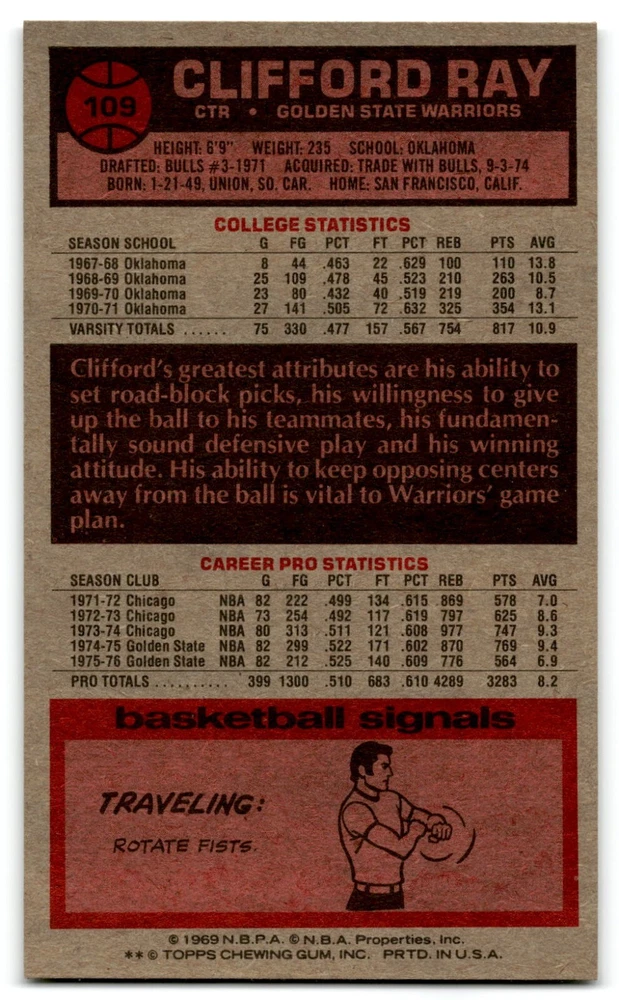 109
CLIFFORD RAY
CTR • GOLDEN STATE WARRIORS
HEIGHT: 6'9" WEIGHT: 235 SCHOOL: OKLAHOMA
DRAFTED: BULLS #3-1971 ACQUIRED: TRADE WITH BULLS, 9-3-74
BORN: 1-21-49, UNION, SO. CAR. HOME: SAN FRANCISCO, CALIF.
COLLEGE STATISTICS
SEASON SCHOOL G FG PCT FT PCT REB PTS AVG
1967-68 Oklahoma 8 44 .463 22 .629 100 110 13.8
1968-69 Oklahoma 25 109 .478 45 .523 210 263 10.5
1969-70 Oklahoma 23 80 .432 40 .519 219 200 8.7
1970-71 Oklahoma 27 141 .505 72 .632 325 354 13.1
VARSITY TOTALS ...... 75 330 .477 157 .567 754 817 10.9
Clifford's greatest attributes are his ability to
set road-block picks, his willingness to give
up the ball to his teammates, his fundamen-
tally sound defensive play and his winning
attitude. His ability to keep opposing centers
away from the ball is vital to Warriors' game
plan.
CAREER PRO STATISTICS
SEASON CLUB G FG PCT FT PCT REB PTS AVG
1971-72 Chicago NBA 82 222 .499 134 .615 .869 578 7.0
1972-73 Chicago NBA 73 254 .492 117 .619 797 625 8.6
1973-74 Chicago NBA 80 313 .511 121 .608 977 747 9.3
1974-75 Golden State NBA 82 299 .522 171 .602 870 769 9.4
1975-76 Golden State NBA 82 212 .525 140 .609 776 564 6.9
PRO TOTALS .......... 399 1300 .510 683 .610 4289 3283 8.2
basketball signals
TRAVELING:
ROTATE FISTS.
© 1969 N.B.P.A. © N.B.A. Properties, Inc.
** © TOPPS CHEWING GUM, INC. PRTD. IN U.S.A.